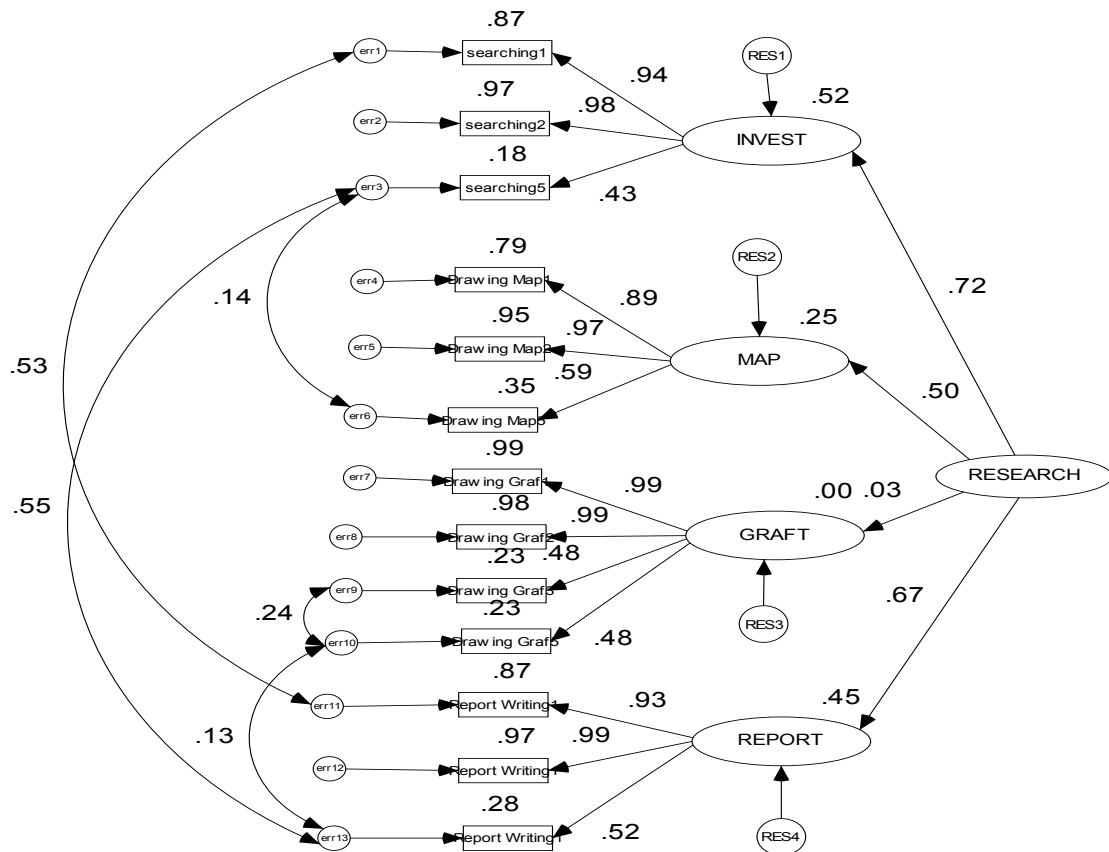 .87
err1
searching1
.94
RES1
.52
.97
err2
searching2
.98
INVEST
.18
err3
searching5
.43
.79
RES2
err4
Drawing Map1
.89
.72
.14
.95
.97
.25
err5
Drawing Map2
MAP
.53
.35
.59
.50
err6
Drawing Map5
.99
err7
Drawing Graf1
.99
.00 .03
RESEARCH
.55
.98
.99
err8
Drawing Graf2
GRAFT
.23
.48
err9
Drawing Graf3
.67
.24
.23
RES3
err10
Drawing Graf5
.48
.87
err11
Report Writing1
.93
.45
.13
.97
.99
REPORT
err12
Report Writing1
.28
err13
Report Writing1
.52
RES4